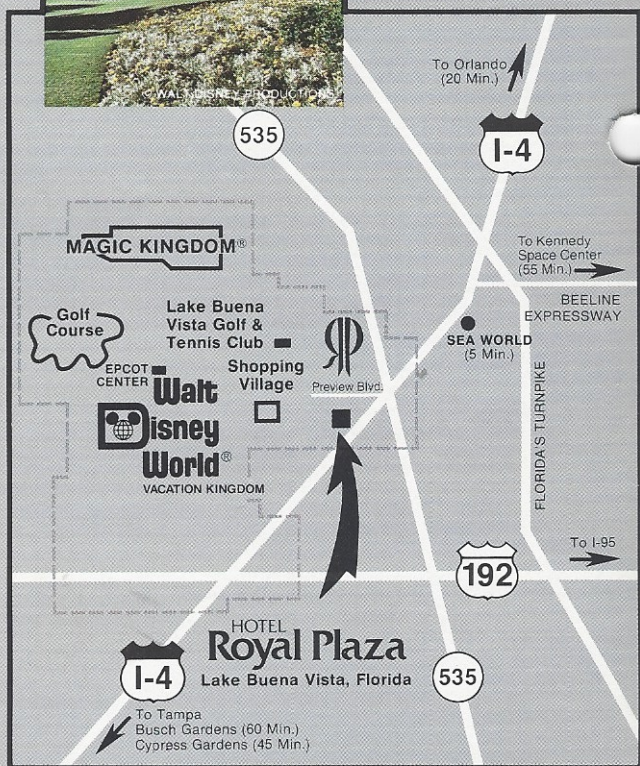 © WALT DISNEY PRODUCTIONS
To Orlando
(20 Min.)
535
I-4
MAGIC KINGDOM®
To Kennedy
Space Center
(55 Min.)
BEELINE
EXPRESSWAY
Golf
Course
Lake Buena
Vista Golf &
Tennis Club
SEA WORLD
(5 Min.)
EPCOT
CENTER
Shopping
Village
Preview Blvd.
Walt
Disney
World®
VACATION KINGDOM
FLORIDA'S TURNPIKE
To I-95
192
HOTEL
Royal Plaza
Lake Buena Vista, Florida
I-4
535
To Tampa
Busch Gardens (60 Min.)
Cypress Gardens (45 Min.)